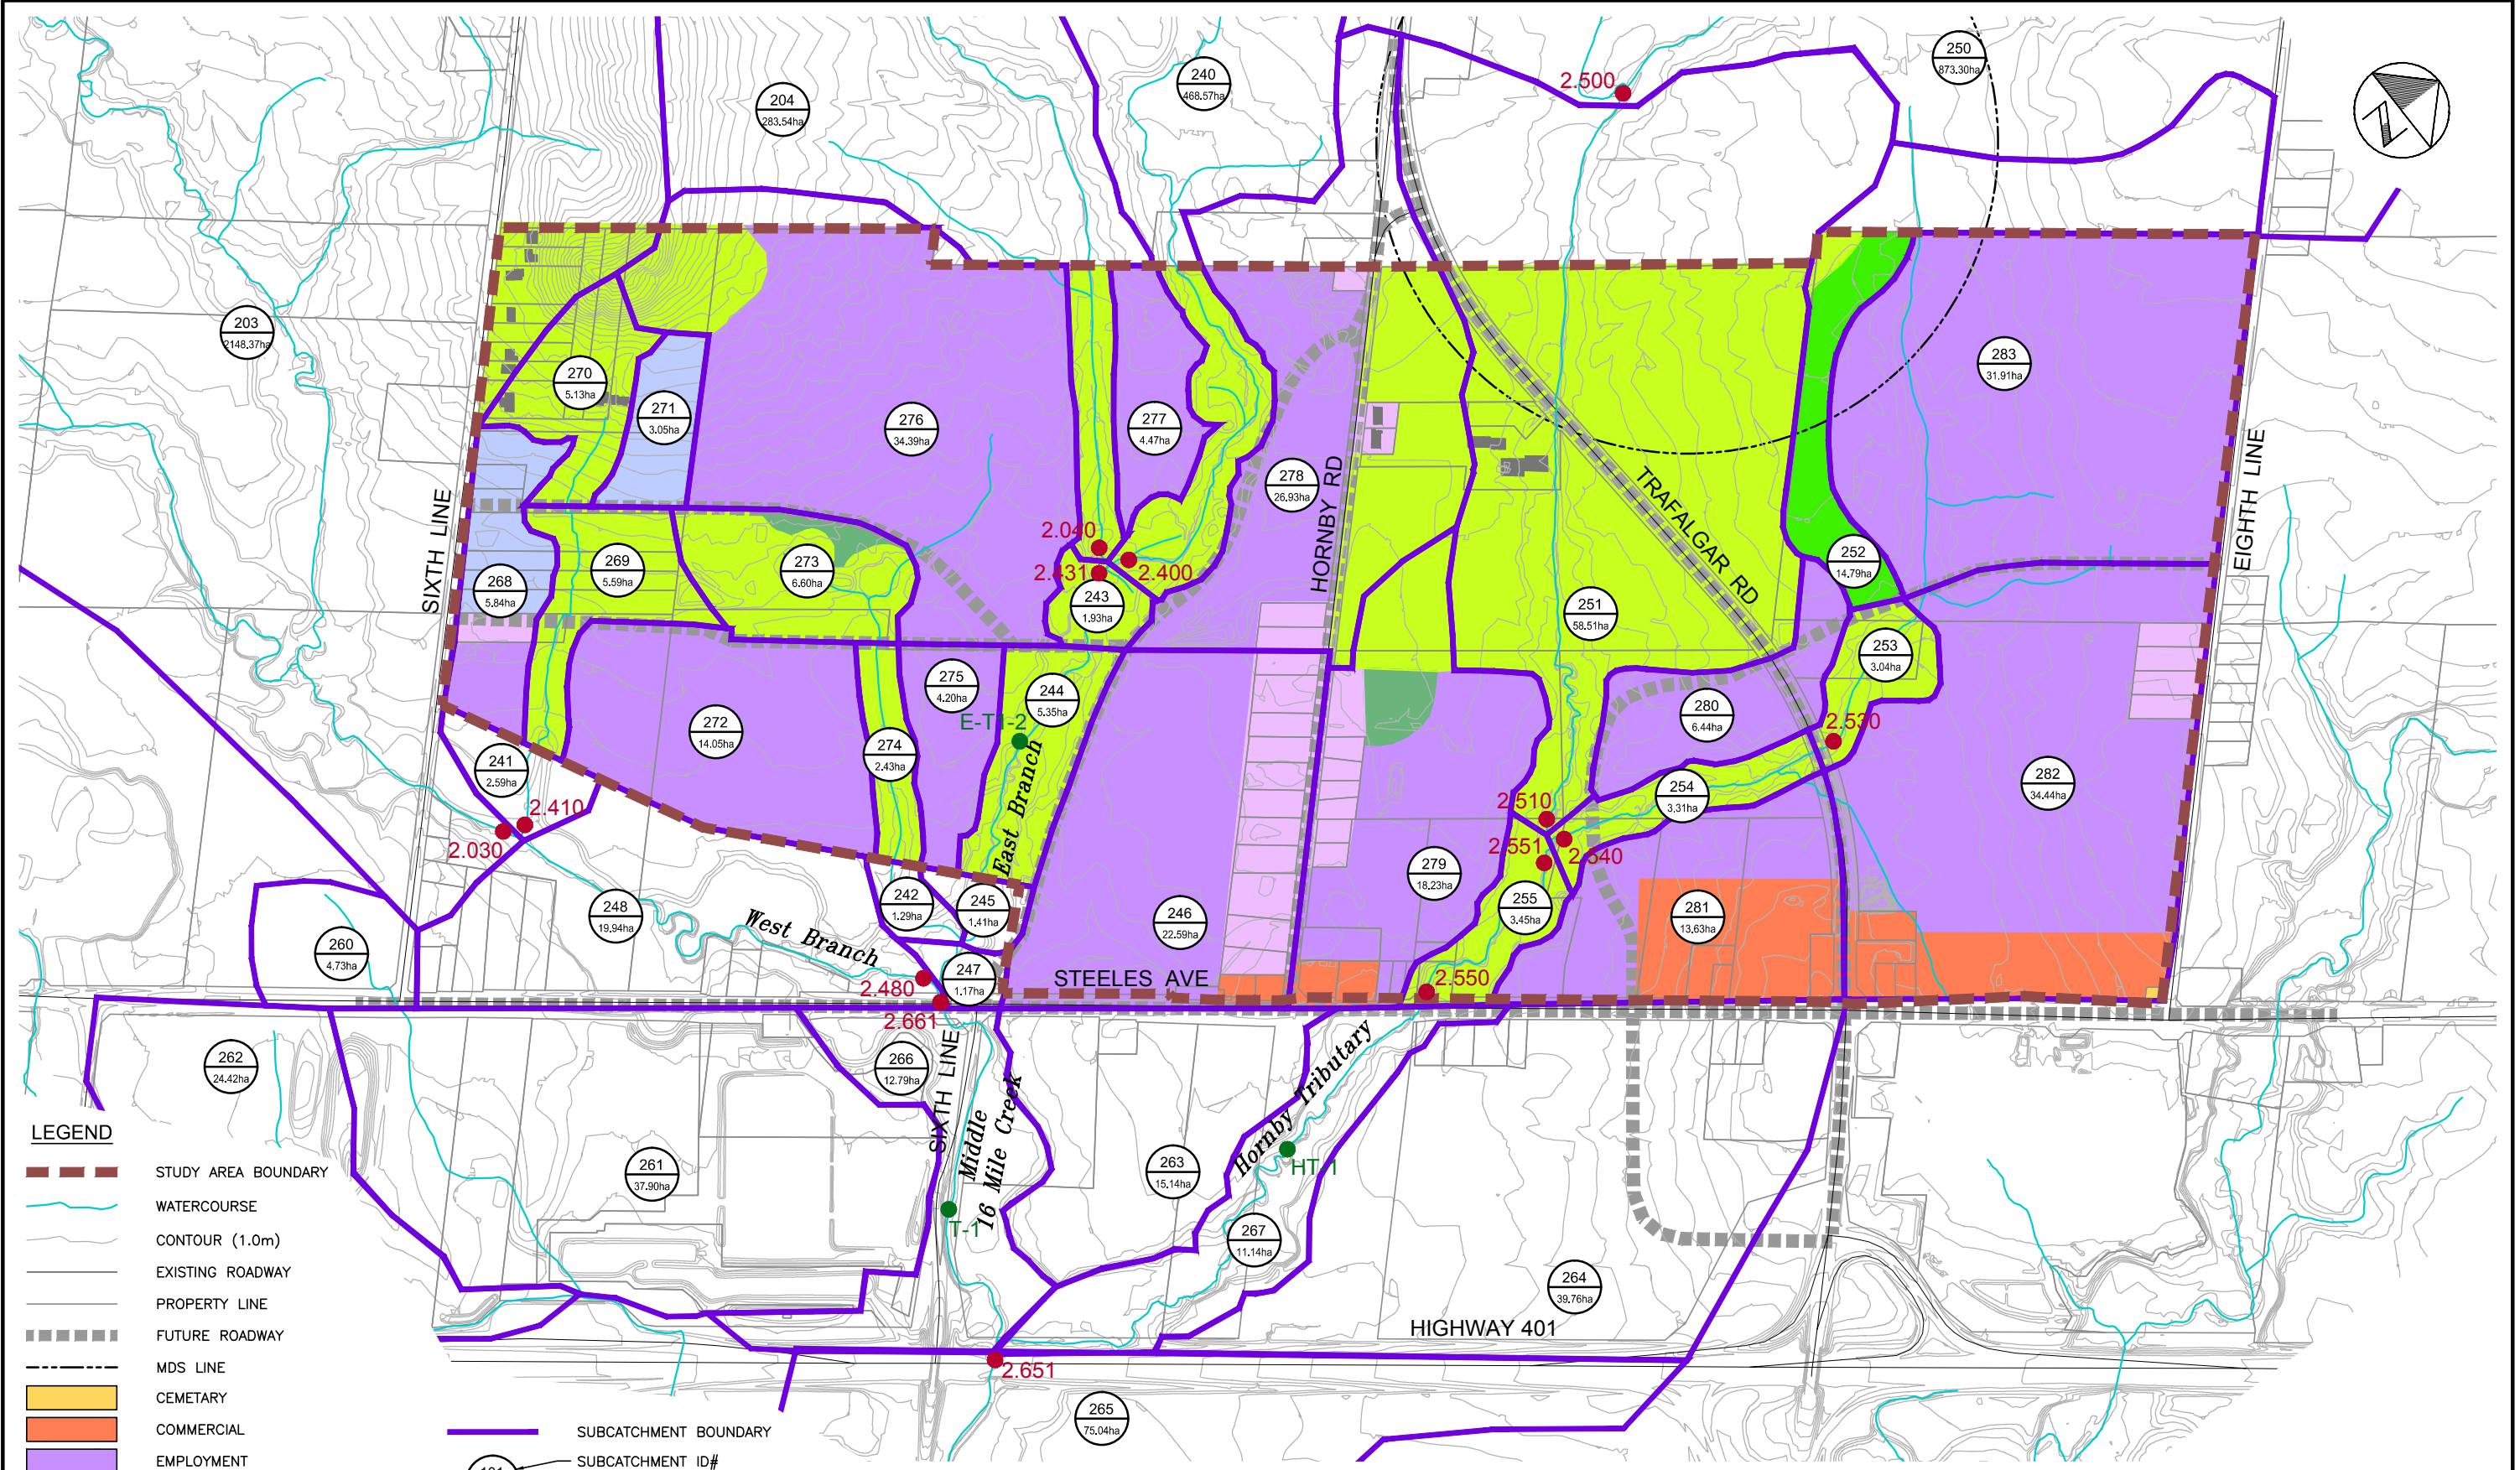 250
873.30ha
240
468.57ha
2.500
204
283.54ha
203
2148.37ha
283
31.91ha
270
5.13ha
271
3.05ha
276
34.39ha
277
4.47ha
278
26.93ha
HORNBY RD
TRAFALGAR RD
EIGHTH LINE
SIXTH LINE
2.040
2.431
2.400
252
14.79ha
269
5.59ha
273
6.60ha
268
5.84ha
243
1.93ha
251
58.51ha
253
3.04ha
275
4.20ha
244
5.35ha
E-T1-2
280
6.44ha
2.530
272
14.05ha
274
2.43ha
East Branch
241
2.59ha
282
34.44ha
254
3.31ha
2.410
2.030
2.510
2.551
2.540
279
18.23ha
242
1.29ha
245
1.41ha
255
3.45ha
281
13.63ha
248
19.94ha
246
22.59ha
West Branch
260
4.73ha
247
1.17ha
STEELES AVE
2.480
2.550
2.661
262
24.42ha
266
12.79ha
SIXTH LINE
Middle
16 Mile Creek
Hornby Tributary
HT-1
261
37.90ha
263
15.14ha
T-1
267
11.14ha
264
39.76ha
HIGHWAY 401
2.651
265
75.04ha
LEGEND
STUDY AREA BOUNDARY
WATERCOURSE
CONTOUR (1.0m)
EXISTING ROADWAY
PROPERTY LINE
FUTURE ROADWAY
MDS LINE
CEMETARY
COMMERCIAL
EMPLOYMENT
SUBCATCHMENT BOUNDARY
SUBCATCHMENT ID#